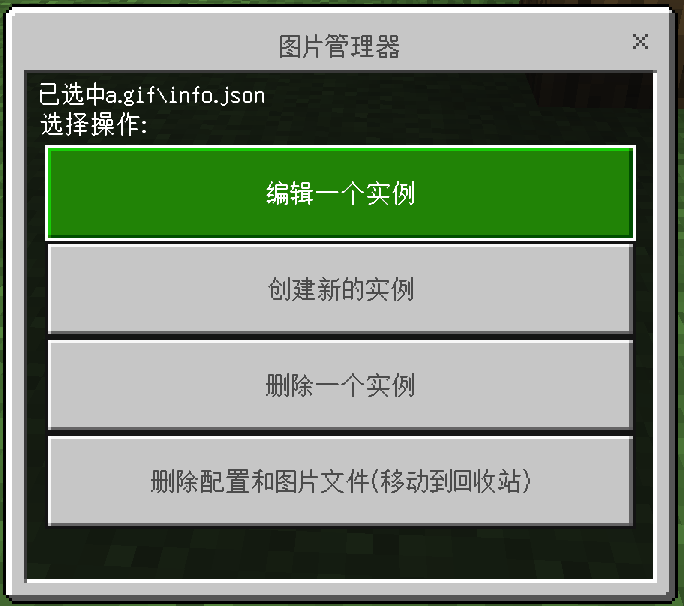 图片管理器
已选中a.gif\info.json
选择操作:
编辑一个实例
创建新的实例
删除一个实例
删除配置和图片文件(移动到回收站)